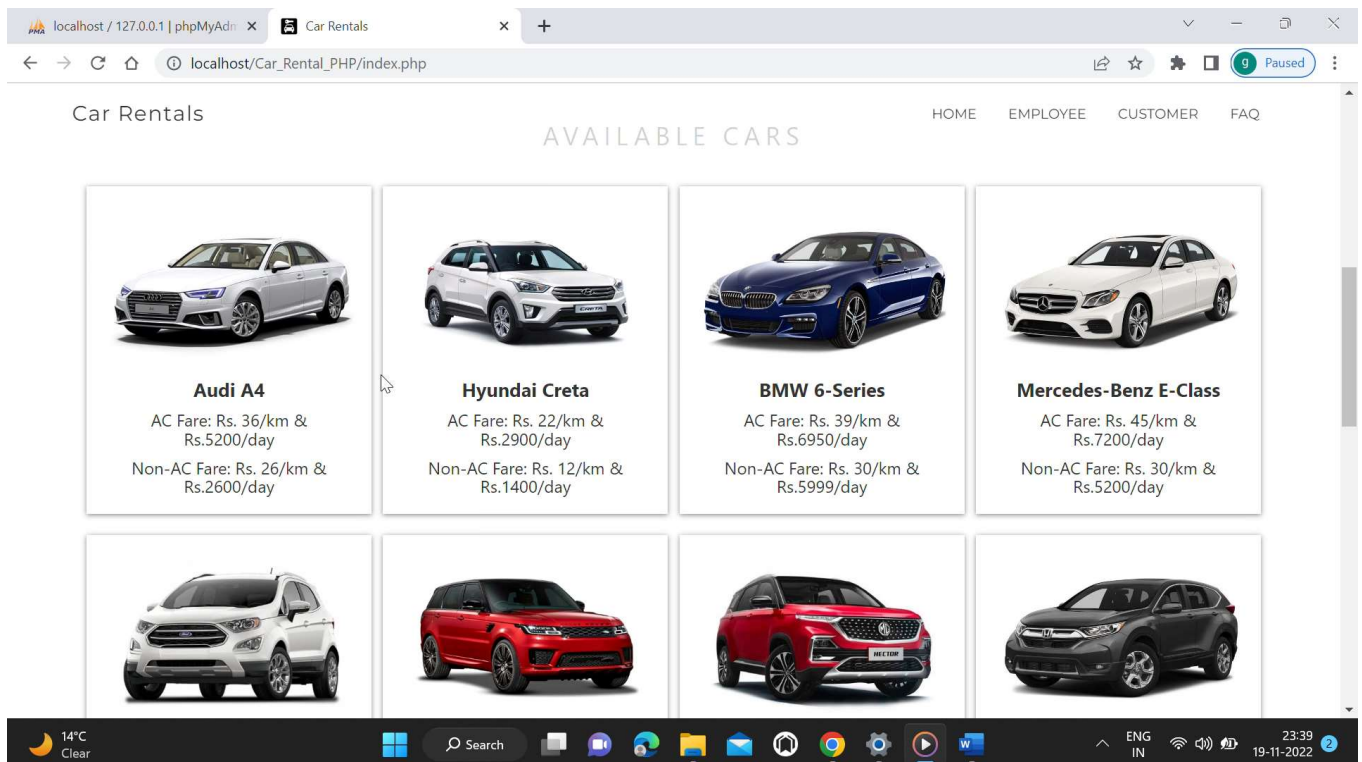 localhost / 127.0.0.1 | phpMyAdm
Car Rentals
localhost/Car_Rental_PHP/index.php
g Paused
Car Rentals
HOME EMPLOYEE CUSTOMER FAQ
AVAILABLE CARS
Audi A4
AC Fare: Rs. 36/km &
Rs.5200/day
Non-AC Fare: Rs. 26/km &
Rs.2600/day
CRETA
Hyundai Creta
AC Fare: Rs. 22/km &
Rs.2900/day
Non-AC Fare: Rs. 12/km &
Rs.1400/day
BMW 6-Series
AC Fare: Rs. 39/km &
Rs.6950/day
Non-AC Fare: Rs. 30/km &
Rs.5999/day
Mercedes-Benz E-Class
AC Fare: Rs. 45/km &
Rs.7200/day
Non-AC Fare: Rs. 30/km &
Rs.5200/day
HECTOR
14°C
Clear
Search
ENG
IN
23:39
19-11-2022
2